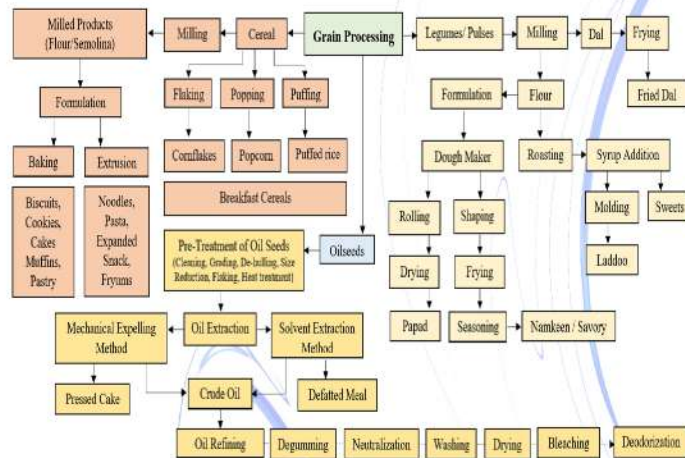 Milled Products
(Flour/Semolina)
Milling
Cereal
Grain Processing
Legumes/ Pulses
Milling
Dal
Frying
Formulation
Flaking
Popping
Puffing
Formulation
Flour
Fried Dal
Baking
Extrusion
Cornflakes
Popcorn
Puffed rice
Dough Maker
Roasting
Syrup Addition
Breakfast Cereals
Biscuits,
Cookies,
Cakes
Muffins,
Pastry
Noodles,
Pasta,
Expanded
Snack,
Fryums
Rolling
Shaping
Molding
Sweets
Pre-Treatment of Oil Seeds
(Cleaning, Grading, De-hulling, Size
Reduction, Flaking, Heat treatment)
Oilseeds
Drying
Frying
Laddoo
Mechanical Expelling
Method
Oil Extraction
Solvent Extraction
Method
Papad
Seasoning
Namkeen / Savory
Pressed Cake
Crude Oil
Defatted Meal
Oil Refining
Degumming
Neutralization
Washing
Drying
Bleaching
Deodorization